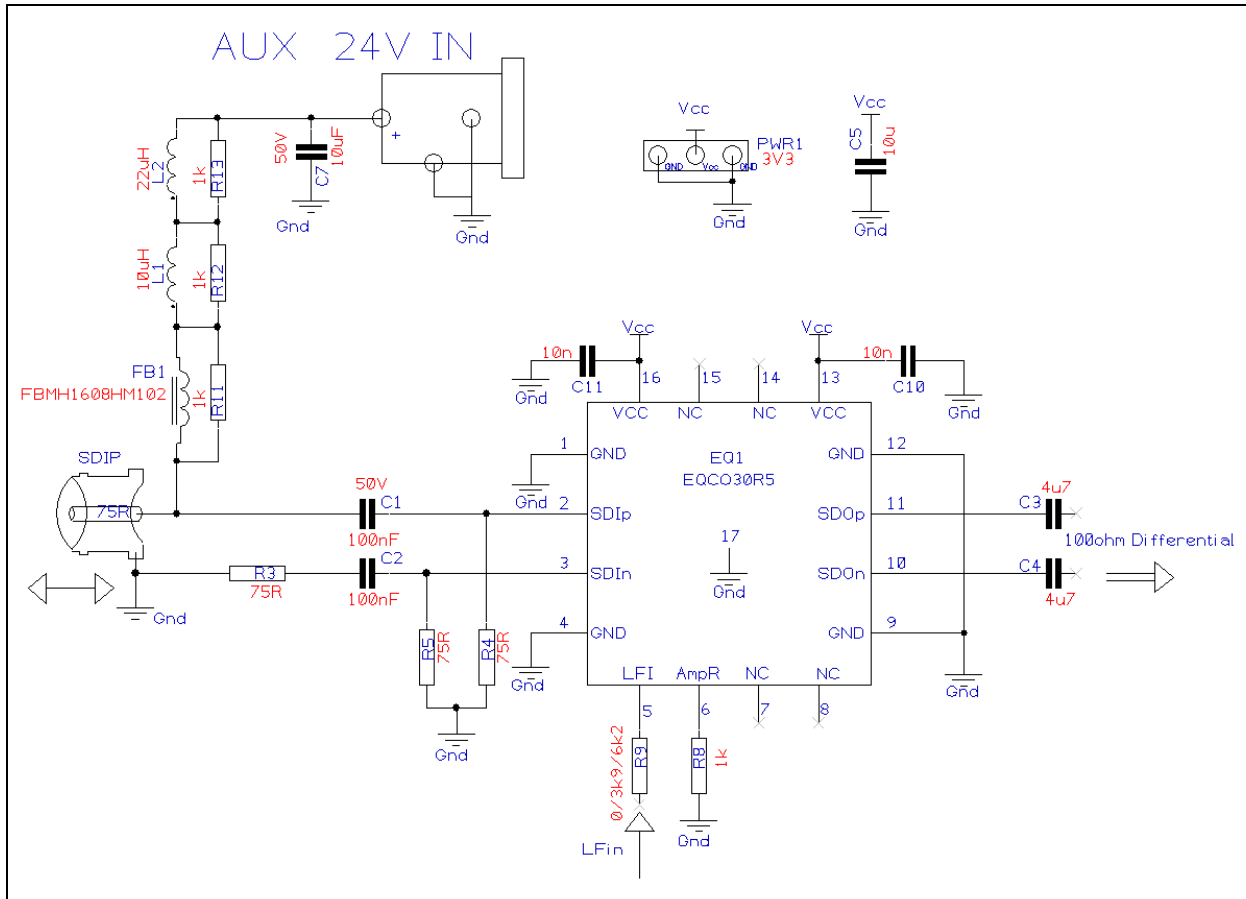 AUX 24V IN
+
50V
10uF
C7
Gnd
Gnd
22uH
L2
1k
R13
10uH
L1
1k
R12
FB1
FBMH1608HM102
1k
R11
Vcc
PWR1
3V3
GND
Vcc
GND
Gnd
Vcc
C5
10u
Gnd
SDIP
75R
Gnd
R3
75R
50V
C1
100nF
C2
100nF
R5
75R
R4
75R
Gnd
Vcc
10n
C11
Gnd
16
15
14
13
Vcc
10n
C10
Gnd
VCC
NC
NC
VCC
1
GND
Gnd
2
SDIp
3
SDIn
4
GND
Gnd
EQ1
EQCO30R5
17
Gnd
GND
12
SDOp
11
SDOn
10
GND
9
Gnd
4u7
C3
100ohm Differential
C4
4u7
LFI
AmpR
NC
NC
5
6
7
8
0/3k9/6k2
R9
R8
1k
Gnd
LFin